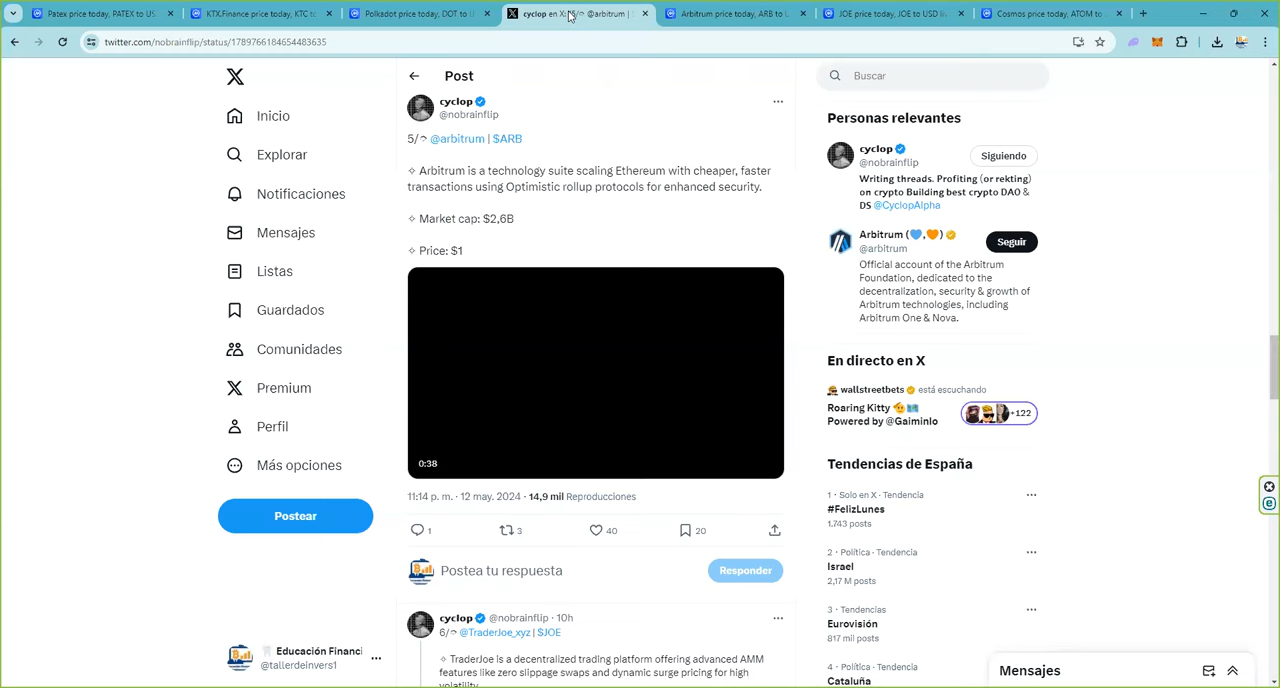 Patex price today, PATEX to US
KTX.Finance price today, KTC to
Polkadot price today, DOT to U
cyclop en X: @arbitrum |
Arbitrum price today, ARB to U
JOE price today, JOE to USD li
Cosmos price today, ATOM to
twitter.com/nobrainflip/status/1789766184654483635
Post
Buscar
Inicio
Explorar
Notificaciones
Mensajes
Listas
Guardados
Comunidades
Premium
Perfil
Más opciones
Postear
Educación Financi
@tallerdeinvers1
cyclop
@nobrainflip
5/ @arbitrum | $ARB
✧ Arbitrum is a technology suite scaling Ethereum with cheaper, faster
transactions using Optimistic rollup protocols for enhanced security.
✧ Market cap: $2,6B
✧ Price: $1
0:38
11:14 p. m. · 12 may. 2024 · 14,9 mil Reproducciones
1
3
40
20
Postea tu respuesta
Responder
cyclop @nobrainflip · 10h
6/ @TraderJoe_xyz | $JOE
✧ TraderJoe is a decentralized trading platform offering advanced AMM
features like zero slippage swaps and dynamic surge pricing for high
volatility.
Personas relevantes
cyclop
@nobrainflip
Siguiendo
Writing threads. Profiting (or rekting)
on crypto Building best crypto DAO &
DS @CyclopAlpha
Arbitrum (💙,🧡)
@arbitrum
Seguir
Official account of the Arbitrum
Foundation, dedicated to the
decentralization, security & growth of
Arbitrum technologies, including
Arbitrum One & Nova.
En directo en X
wallstreetbets está escuchando
Roaring Kitty
Powered by @GaiminIo
+122
Tendencias de España
1 · Solo en X · Tendencia
#FelizLunes
1.743 posts
2 · Política · Tendencia
Israel
2,17 M posts
3 · Tendencias
Eurovisión
817 mil posts
4 · Política · Tendencia
Cataluña
Mensajes